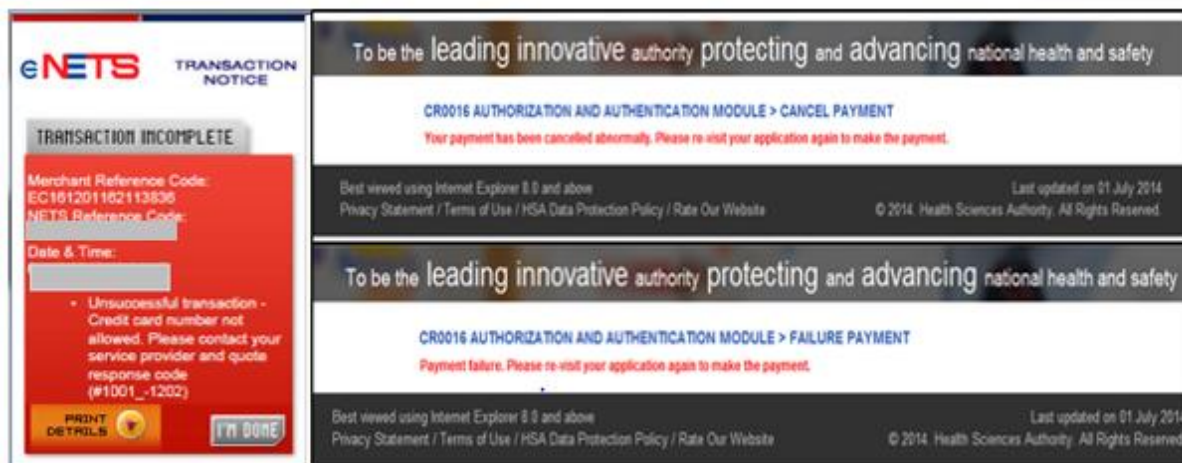 eNETS
TRANSACTION
NOTICE
TRANSACTION INCOMPLETE
Merchant Reference Code:
EC161201162113836
NETS Reference Code:
Date & Time:
• Unsuccessful transaction -
Credit card number not
allowed. Please contact your
service provider and quote
response code
(#1001_-1202)
PRINT
DETAILS
I'M DONE
To be the leading innovative authority protecting and advancing national health and safety
CR0016 AUTHORIZATION AND AUTHENTICATION MODULE > CANCEL PAYMENT
Your payment has been cancelled abnormally. Please re-visit your application again to make the payment.
Best viewed using Internet Explorer 8.0 and above
Last updated on 01 July 2014
Privacy Statement / Terms of Use / HSA Data Protection Policy / Rate Our Website
© 2014. Health Sciences Authority. All Rights Reserved.
To be the leading innovative authority protecting and advancing national health and safety
CR0016 AUTHORIZATION AND AUTHENTICATION MODULE > FAILURE PAYMENT
Payment failure. Please re-visit your application again to make the payment.
Best viewed using Internet Explorer 8.0 and above
Last updated on 01 July 2014
Privacy Statement / Terms of Use / HSA Data Protection Policy / Rate Our Website
© 2014. Health Sciences Authority. All Rights Reserved